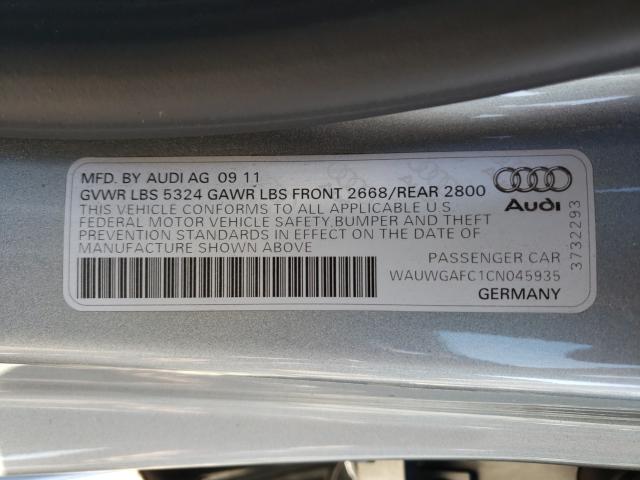 MFD. BY AUDI AG 09 11
GVWR LBS 5324 GAWR LBS FRONT 2668/REAR 2800
THIS VEHICLE CONFORMS TO ALL APPLICABLE U.S.
FEDERAL MOTOR VEHICLE SAFETY,BUMPER AND THEFT
PREVENTION STANDARDS IN EFFECT ON THE DATE OF
MANUFACTURE SHOWN ABOVE
Audi
PASSENGER CAR
WAUWGAFC1CN045935
GERMANY
3732293